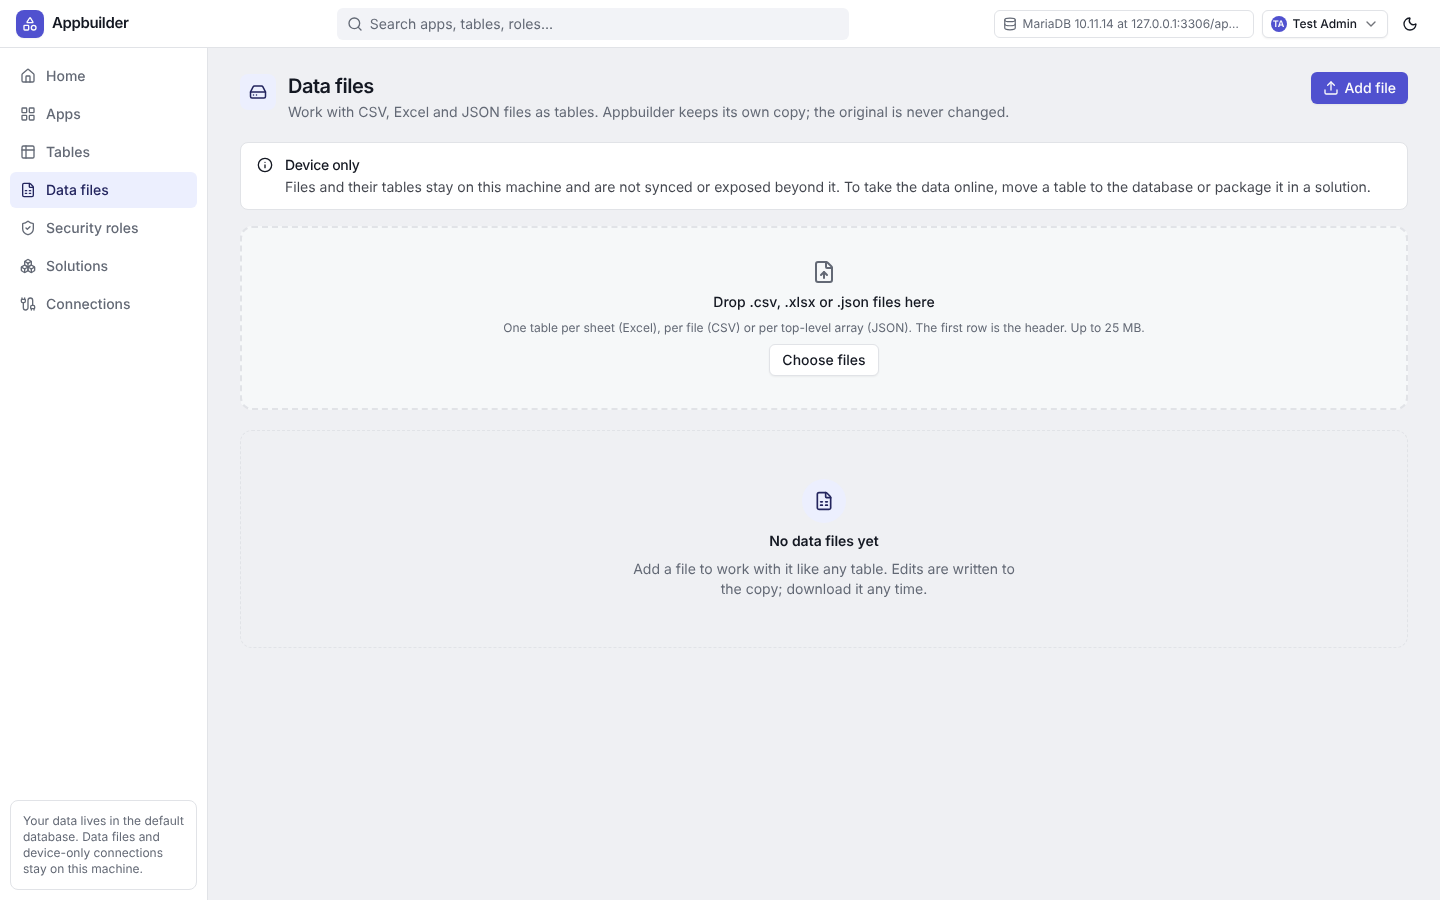 Appbuilder
Search apps, tables, roles...
MariaDB 10.11.14 at 127.0.0.1:3306/ap...
TA
Test Admin
Home
Apps
Tables
Data files
Security roles
Solutions
Connections
Your data lives in the default
database. Data files and
device-only connections
stay on this machine.
Data files
Work with CSV, Excel and JSON files as tables. Appbuilder keeps its own copy; the original is never changed.
Add file
Device only
Files and their tables stay on this machine and are not synced or exposed beyond it. To take the data online, move a table to the database or package it in a solution.
Drop .csv, .xlsx or .json files here
One table per sheet (Excel), per file (CSV) or per top-level array (JSON). The first row is the header. Up to 25 MB.
Choose files
No data files yet
Add a file to work with it like any table. Edits are written to
the copy; download it any time.